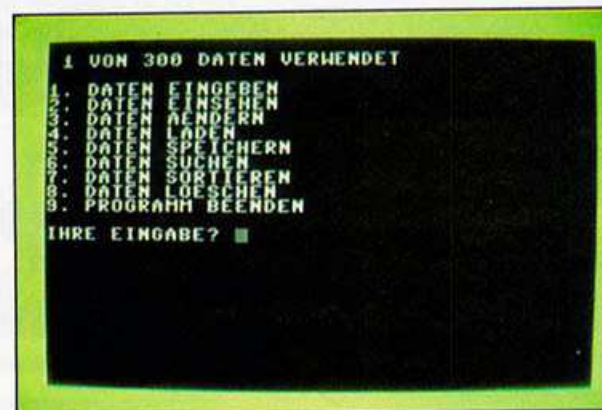 1 VON 300 DATEN VERWENDET
1. DATEN EINGEBEN
2. DATEN EINSEHEN
3. DATEN AENDERN
4. DATEN LADEN
5. DATEN SPEICHERN
6. DATEN SUCHEN
7. DATEN SORTIEREN
8. DATEN LOESCHEN
9. PROGRAMM BEENDEN
IHRE EINGABE?